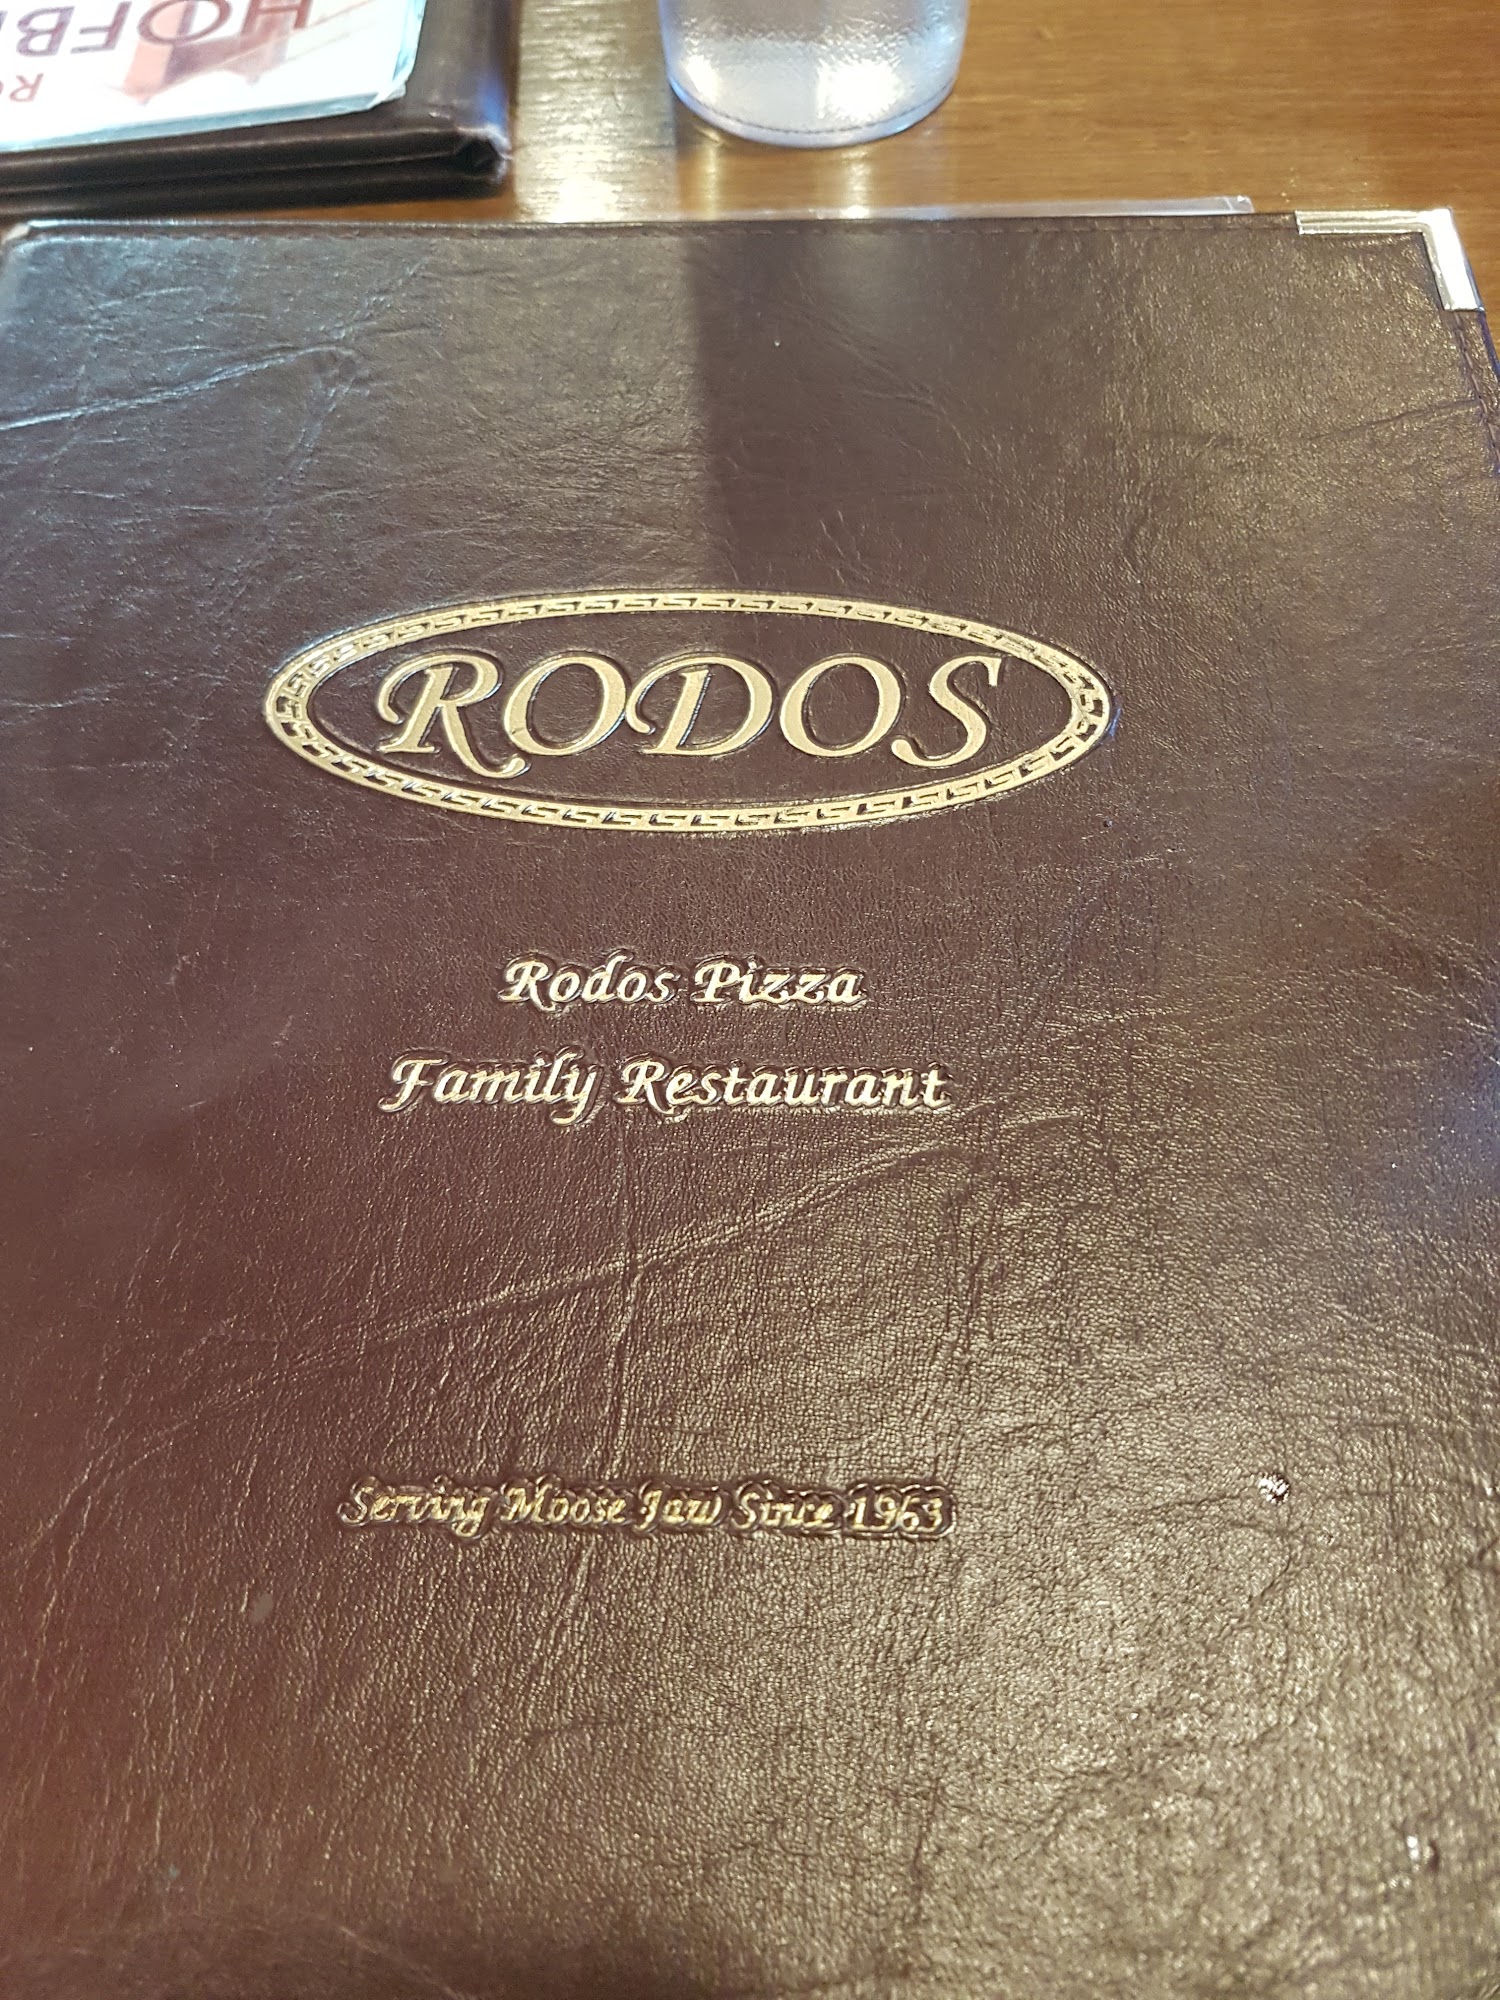 RODOS
Rodos Pizza
Family Restaurant
Serving Moose Jaw Since 1963